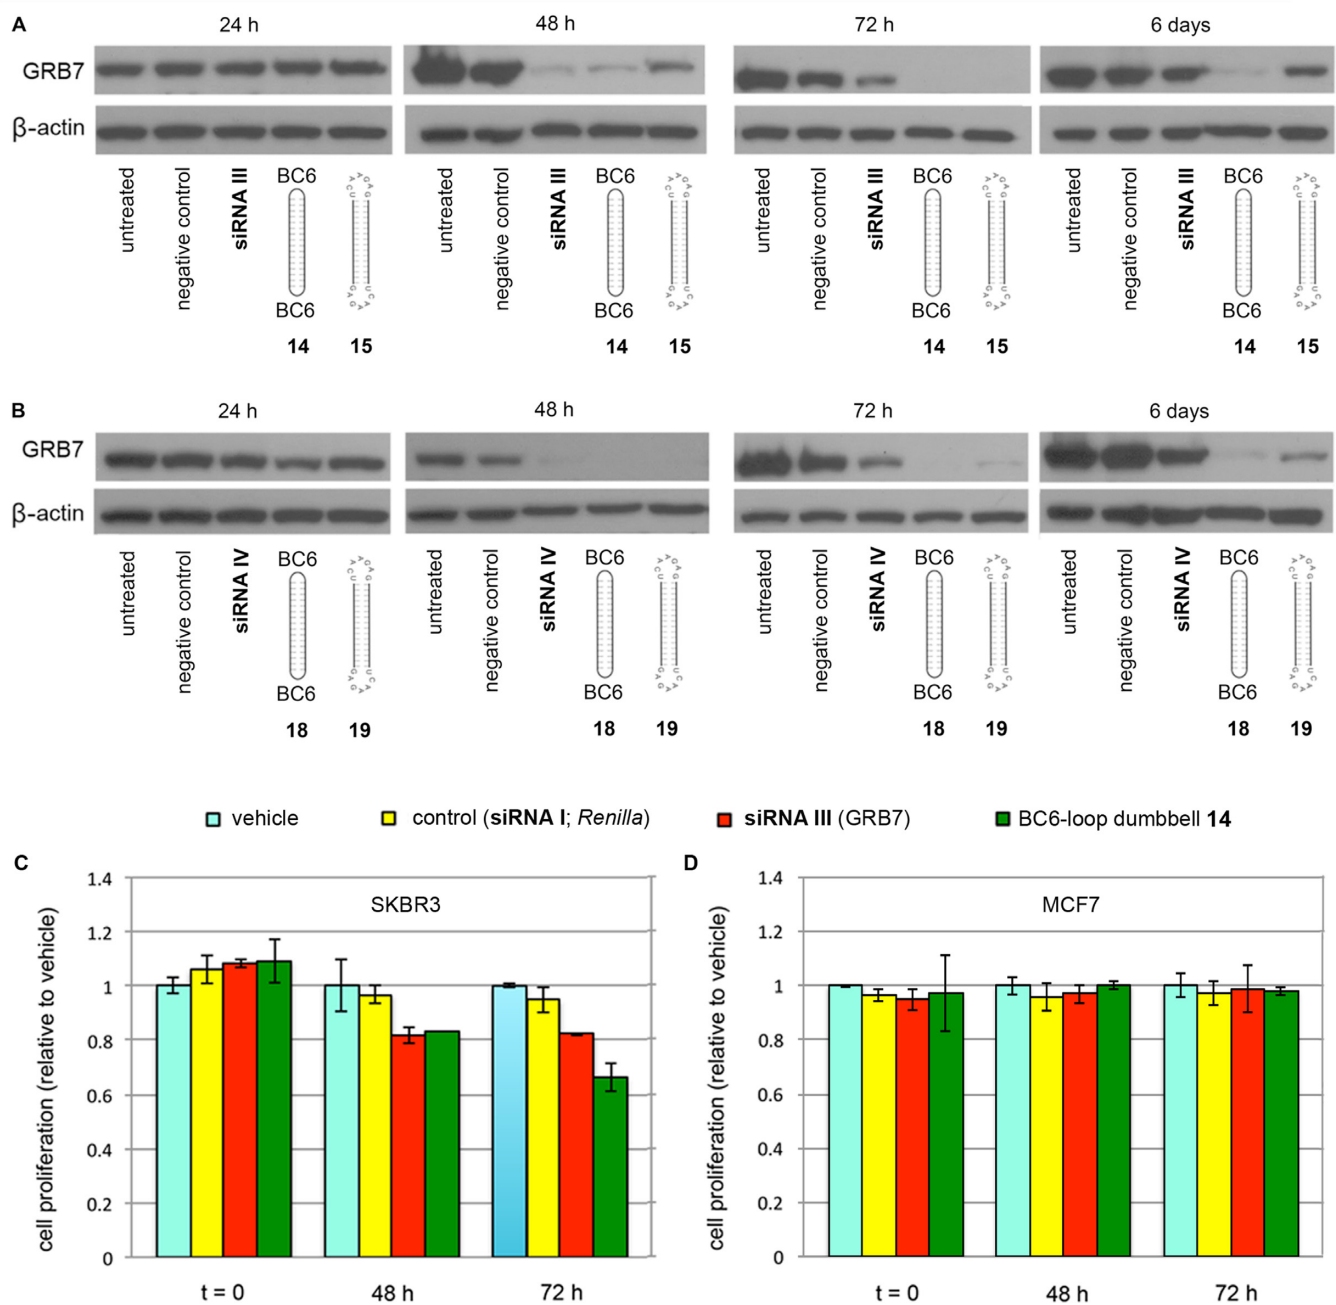 A
24 h
48 h
72 h
6 days
GRB7
β-actin
untreated
negative control
siRNA III
BC6
BC6
14
15
untreated
negative control
siRNA III
BC6
BC6
14
15
untreated
negative control
siRNA III
BC6
BC6
14
15
untreated
negative control
siRNA III
BC6
BC6
14
15
B
24 h
48 h
72 h
6 days
GRB7
β-actin
untreated
negative control
siRNA IV
BC6
BC6
18
19
untreated
negative control
siRNA IV
BC6
BC6
18
19
untreated
negative control
siRNA IV
BC6
BC6
18
19
untreated
negative control
siRNA IV
BC6
BC6
18
19
vehicle
control (siRNA I; Renilla)
siRNA III (GRB7)
BC6-loop dumbbell 14
C
SKBR3
cell proliferation (relative to vehicle)
1.4
1.2
1
0.8
0.6
0.4
0.2
0
t = 0
48 h
72 h
D
MCF7
cell proliferation (relative to vehicle)
1.4
1.2
1
0.8
0.6
0.4
0.2
0
t = 0
48 h
72 h